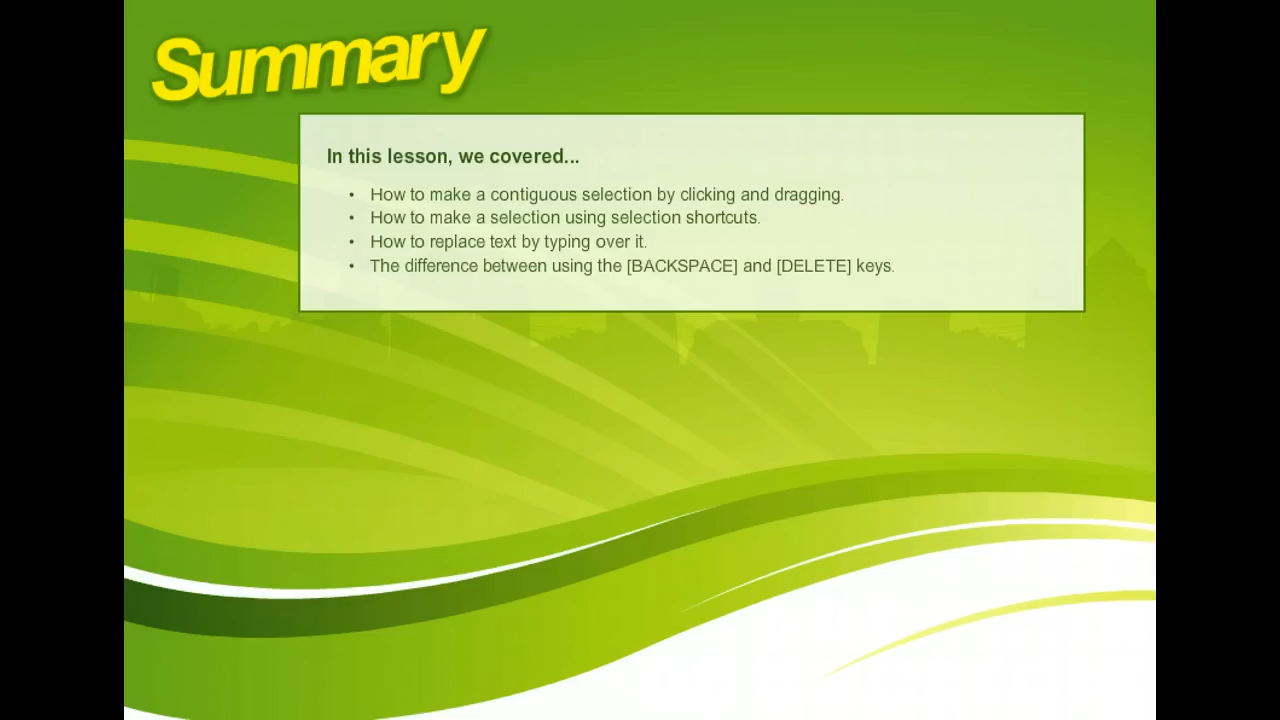 Summary
In this lesson, we covered...
• How to make a contiguous selection by clicking and dragging.
• How to make a selection using selection shortcuts.
• How to replace text by typing over it.
• The difference between using the [BACKSPACE] and [DELETE] keys.